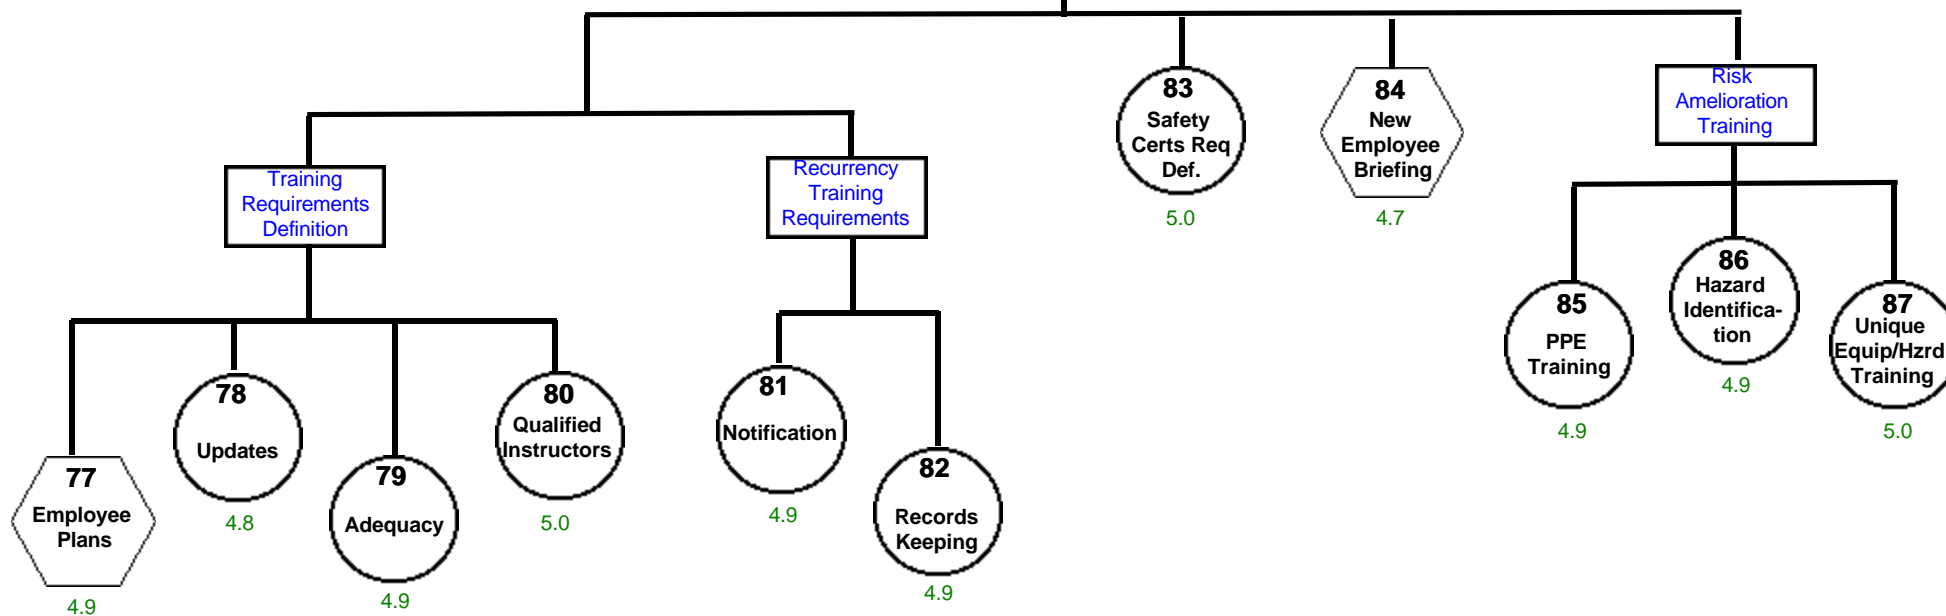 83
Safety
Certs Req
Def.
5.0
84
New
Employee
Briefing
4.7
Risk
Amelioration
Training
Training
Requirements
Definition
Recurrency
Training
Requirements
77
Employee
Plans
4.9
78
Updates
4.8
79
Adequacy
4.9
80
Qualified
Instructors
5.0
81
Notification
4.9
82
Records
Keeping
4.9
85
PPE
Training
4.9
86
Hazard
Identifica-
tion
4.9
87
Unique
Equip/Hzrd
Training
5.0